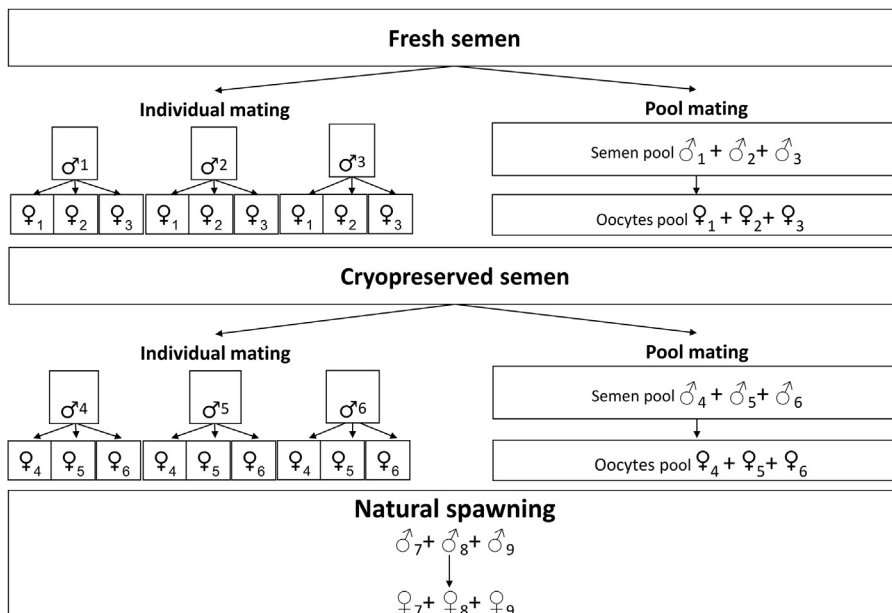 Fresh semen
Individual mating
Pool mating
♂1 ♂2 ♂3
♀1 ♀2 ♀3 ♀1 ♀2 ♀3 ♀1 ♀2 ♀3
Semen pool ♂1 + ♂2 + ♂3
Oocytes pool ♀1 + ♀2 + ♀3
Cryopreserved semen
Individual mating
Pool mating
♂4 ♂5 ♂6
♀4 ♀5 ♀6 ♀4 ♀5 ♀6 ♀4 ♀5 ♀6
Semen pool ♂4 + ♂5 + ♂6
Oocytes pool ♀4 + ♀5 + ♀6
Natural spawning
♂7 + ♂8 + ♂9
♀7 + ♀8 + ♀9